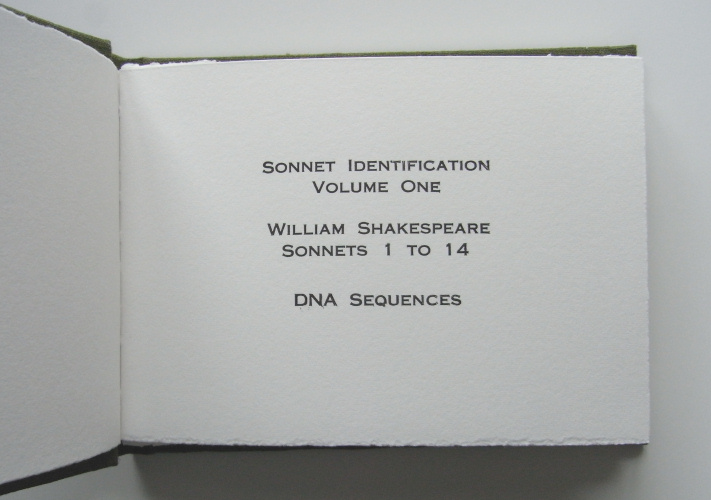 Sonnet Identification
Volume One
William Shakespeare
Sonnets 1 to 14
DNA Sequences